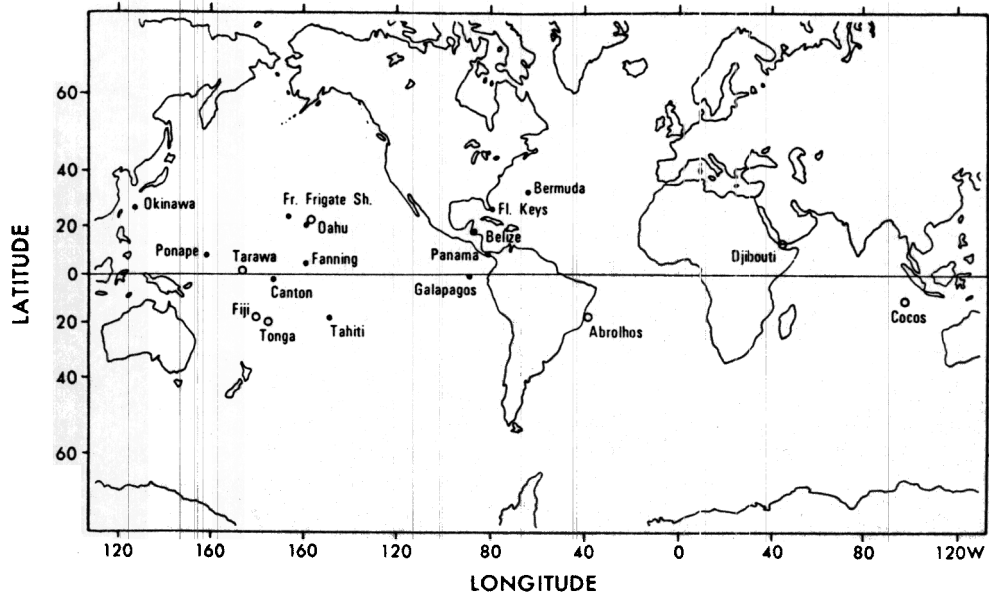 60
40
20
0
20
40
60
LATITUDE
Okinawa
Fr. Frigate Sh.
Oahu
Bermuda
Fl. Keys
Belize
Ponape
Tarawa
Fanning
Panama
Djibouti
Canton
Galapagos
Fiji
Tonga
Tahiti
Abrolhos
Cocos
120 160 160 120 80 40 0 40 80 120W
LONGITUDE